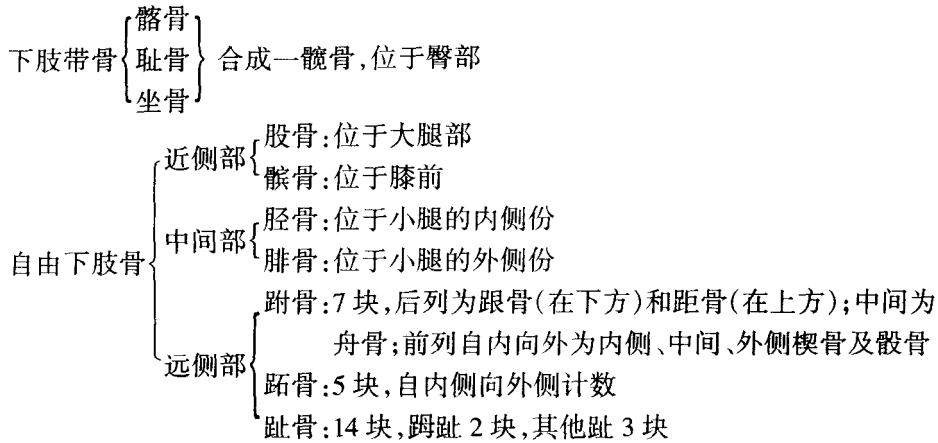 髂骨
下肢带骨 耻骨 合成一髋骨,位于臀部
坐骨
股骨:位于大腿部
近侧部
髌骨:位于膝前
胫骨:位于小腿的内侧份
中间部
自由下肢骨
腓骨:位于小腿的外侧份
跗骨:7块,后列为跟骨(在下方)和距骨(在上方);中间为
舟骨;前列自内向外为内侧、中间、外侧楔骨及骰骨
远侧部
跖骨:5块,自内侧向外侧计数
趾骨:14块,踇趾2块,其他趾3块